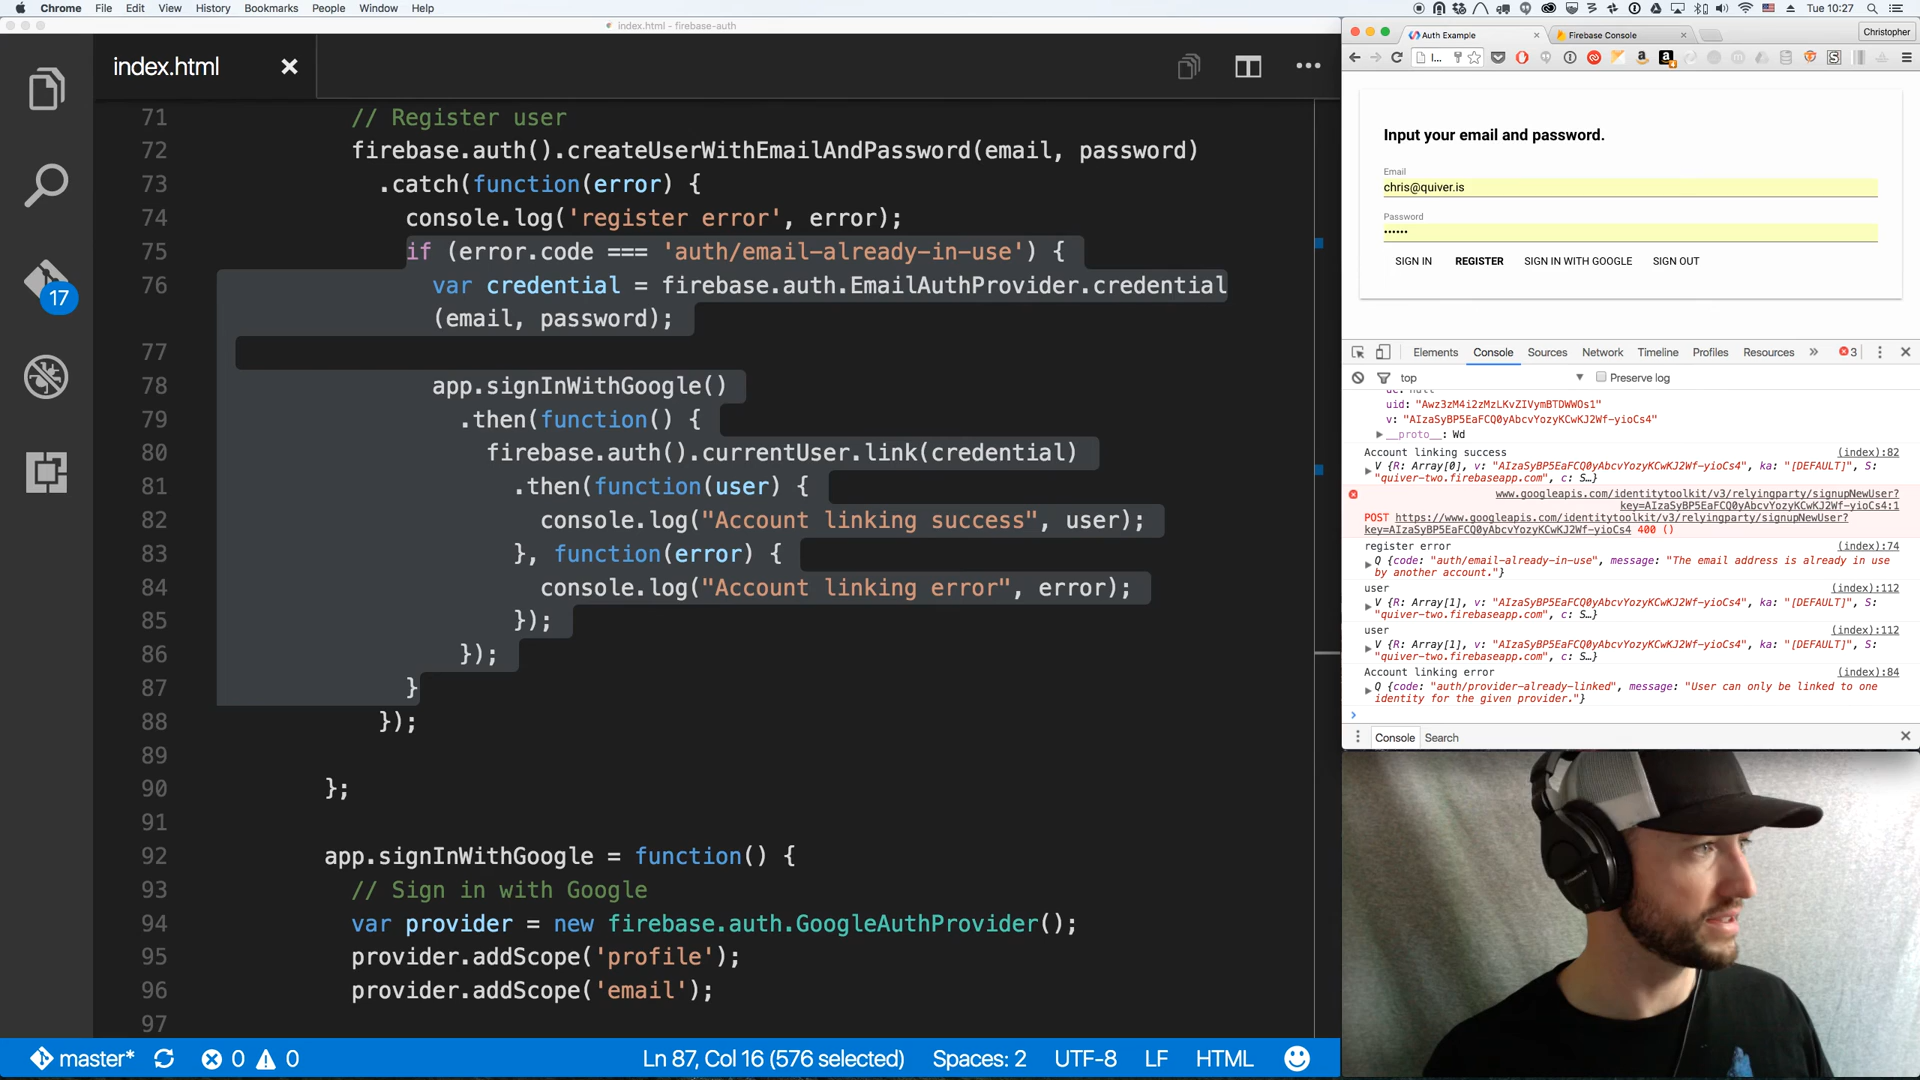 Chrome File Edit View History Bookmarks People Window Help
Tue 10:27
index.html - firebase-auth
index.html
17
71 // Register user
72 firebase.auth().createUserWithEmailAndPassword(email, password)
73 .catch(function(error) {
74 console.log('register error', error);
75 if (error.code === 'auth/email-already-in-use') {
76 var credential = firebase.auth.EmailAuthProvider.credential
(email, password);
77
78 app.signInWithGoogle()
79 .then(function() {
80 firebase.auth().currentUser.link(credential)
81 .then(function(user) {
82 console.log("Account linking success", user);
83 }, function(error) {
84 console.log("Account linking error", error);
85 });
86 });
87 }
88 });
89
90 };
91
92 app.signInWithGoogle = function() {
93 // Sign in with Google
94 var provider = new firebase.auth.GoogleAuthProvider();
95 provider.addScope('profile');
96 provider.addScope('email');
97
master* 0 0 Ln 87, Col 16 (576 selected) Spaces: 2 UTF-8 LF HTML
Auth Example
Firebase Console
Christopher
Input your email and password.
Email
chris@quiver.is
Password
••••••
SIGN IN REGISTER SIGN IN WITH GOOGLE SIGN OUT
Elements Console Sources Network Timeline Profiles Resources » 3
top Preserve log
uid: "Awz3zM4i2zMzLKvZIVymBTDWWOs1"
v: "AIzaSyBP5EaFCQ0yAbcvYozyKCwKJ2Wf-yioCs4"
__proto__: Wd
Account linking success (index):82
V {R: Array[0], v: "AIzaSyBP5EaFCQ0yAbcvYozyKCwKJ2Wf-yioCs4", ka: "[DEFAULT]", S:
"quiver-two.firebaseapp.com", c: S…}
www.googleapis.com/identitytoolkit/v3/relyingparty/signupNewUser?
key=AIzaSyBP5EaFCQ0yAbcvYozyKCwKJ2Wf-yioCs4:1
POST https://www.googleapis.com/identitytoolkit/v3/relyingparty/signupNewUser?
key=AIzaSyBP5EaFCQ0yAbcvYozyKCwKJ2Wf-yioCs4 400 ()
register error (index):74
Q {code: "auth/email-already-in-use", message: "The email address is already in use
by another account."}
user (index):112
V {R: Array[1], v: "AIzaSyBP5EaFCQ0yAbcvYozyKCwKJ2Wf-yioCs4", ka: "[DEFAULT]", S:
"quiver-two.firebaseapp.com", c: S…}
user (index):112
V {R: Array[1], v: "AIzaSyBP5EaFCQ0yAbcvYozyKCwKJ2Wf-yioCs4", ka: "[DEFAULT]", S:
"quiver-two.firebaseapp.com", c: S…}
Account linking error (index):84
Q {code: "auth/provider-already-linked", message: "User can only be linked to one
identity for the given provider."}
Console Search